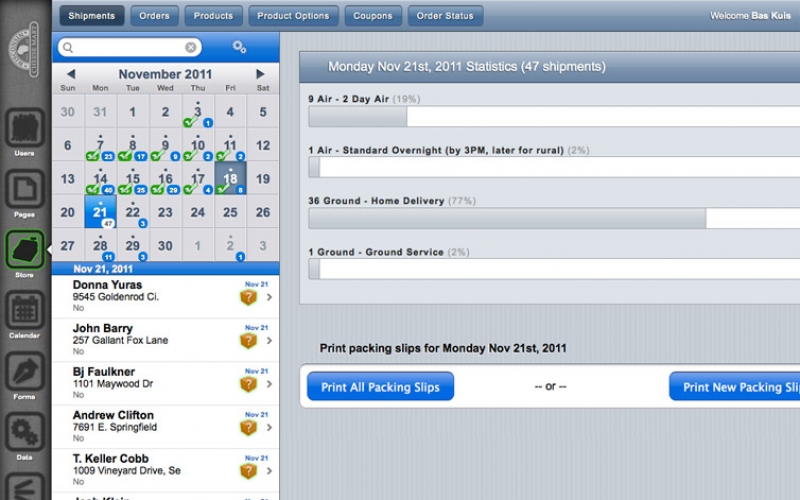 Shipments Orders Products Product Options Coupons Order Status
Welcome Bas Kuis
CHEESE MART
Users
Pages
Store
Calendar
Forms
Data
November 2011
Sun Mon Tue Wed Thu Fri Sat
30 31 1 2 3 4 5
1
6 7 8 9 10 11 12
23 17 9 2 2
13 14 15 16 17 18 19
40 25 29 4 8
20 21 22 23 24 25 26
47 3
27 28 29 30 1 2 3
11 3 1
Nov 21, 2011
Donna Yuras Nov 21
9545 Goldenrod Ci. ?
No
John Barry Nov 21
257 Gallant Fox Lane ?
No
Bj Faulkner Nov 21
1101 Maywood Dr ?
No
Andrew Clifton Nov 21
7691 E. Springfield ?
No
T. Keller Cobb Nov 21
1009 Vineyard Drive, Se ?
No
Monday Nov 21st, 2011 Statistics (47 shipments)
9 Air - 2 Day Air (19%)
1 Air - Standard Overnight (by 3PM, later for rural) (2%)
36 Ground - Home Delivery (77%)
1 Ground - Ground Service (2%)
Print packing slips for Monday Nov 21st, 2011
Print All Packing Slips -- or -- Print New Packing Slip